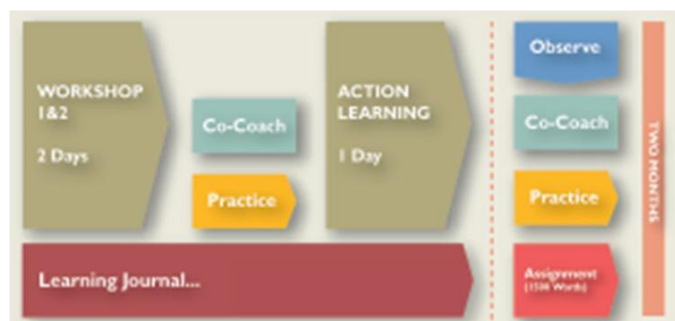 WORKSHOP
1&2
2 Days
Co-Coach
Practice
ACTION
LEARNING
1 Day
Learning Journal...
Observe
Co-Coach
Practice
Assignment
(1500 Words)
TWO MONTHS